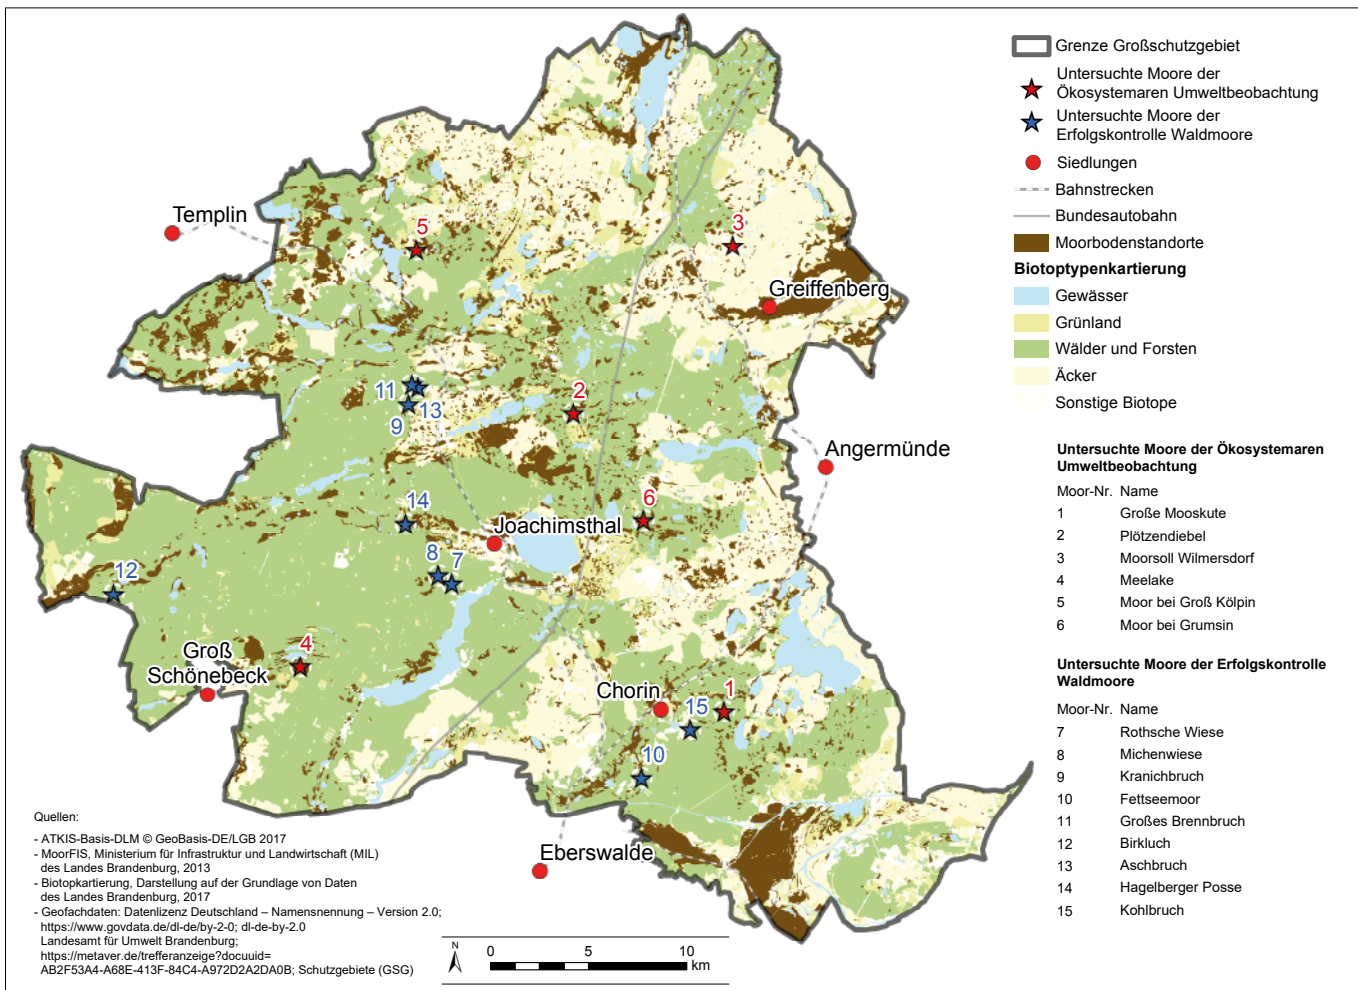 Grenze Großschutzgebiet
Untersuchte Moore der
Ökosystemaren Umweltbeobachtung
Untersuchte Moore der
Erfolgskontrolle Waldmoore
Siedlungen
Bahnstrecken
Bundesautobahn
Moorbodenstandorte
Biotoptypenkartierung
Gewässer
Grünland
Wälder und Forsten
Äcker
Sonstige Biotope
Untersuchte Moore der Ökosystemaren
Umweltbeobachtung
Moor-Nr. Name
1 Große Mooskute
2 Plötzendiebel
3 Moorsoll Wilmersdorf
4 Meelake
5 Moor bei Groß Kölpin
6 Moor bei Grumsin
Untersuchte Moore der Erfolgskontrolle
Waldmoore
Moor-Nr. Name
7 Rothsche Wiese
8 Michenwiese
9 Kranichbruch
10 Fettseemoor
11 Großes Brennbruch
12 Birkluch
13 Aschbruch
14 Hagelberger Posse
15 Kohlbruch
Templin
5
3
Greiffenberg
11
13
9
2
Angermünde
14
6
Joachimsthal
8
7
12
4
Groß
Schönebeck
Chorin
1
15
10
Eberswalde
Quellen:
- ATKIS-Basis-DLM © GeoBasis-DE/LGB 2017
- MoorFIS, Ministerium für Infrastruktur und Landwirtschaft (MIL)
des Landes Brandenburg, 2013
- Biotopkartierung, Darstellung auf der Grundlage von Daten
des Landes Brandenburg, 2017
- Geofachdaten: Datenlizenz Deutschland – Namensnennung – Version 2.0;
https://www.govdata.de/dl-de/by-2-0; dl-de-by-2.0
Landesamt für Umwelt Brandenburg;
https://metaver.de/trefferanzeige?docuuid=
AB2F53A4-A68E-413F-84C4-A972D2A2DA0B; Schutzgebiete (GSG)
N
0 5 10
km